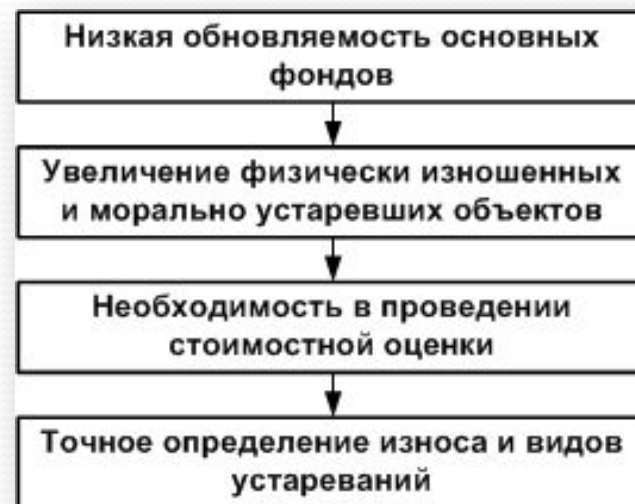 Низкая обновляемость основных
фондов
Увеличение физически изношенных
и морально устаревших объектов
Необходимость в проведении
стоимостной оценки
Точное определение износа и видов
устареваний